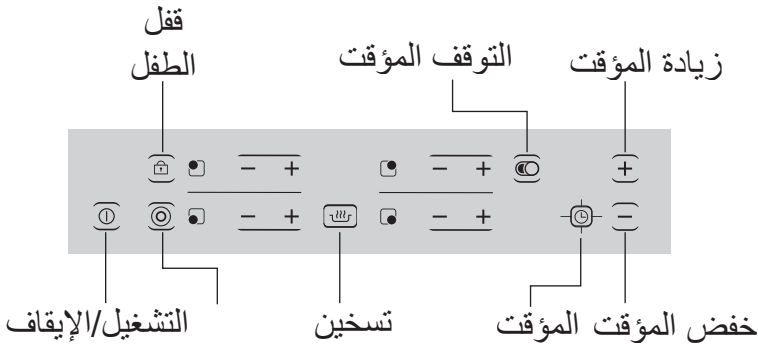 قفل
الطفل
التوقف المؤقت
زيادة المؤقت
− + − + +
− + − + −
التشغيل/الإيقاف
تسخين
المؤقت
خفض المؤقت